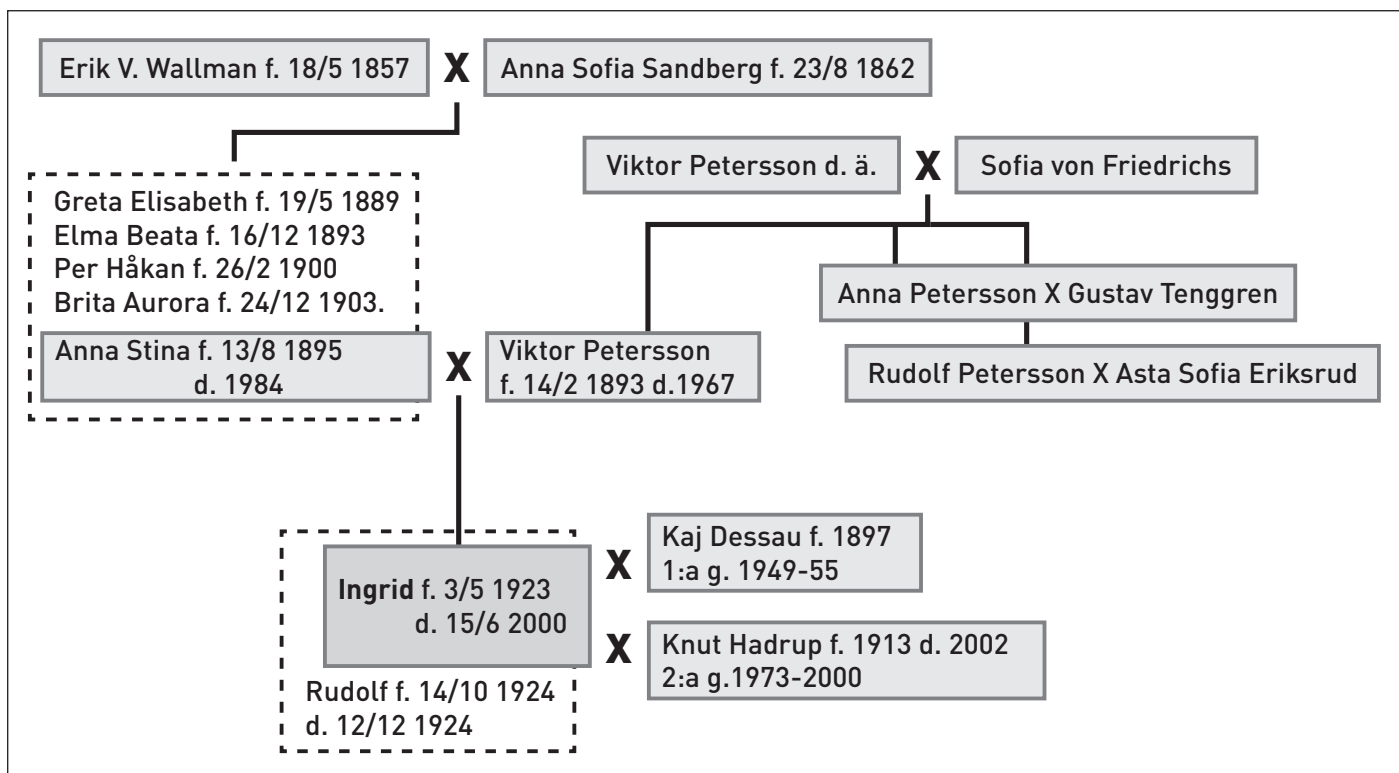 Erik V. Wallman f. 18/5 1857
X
Anna Sofia Sandberg f. 23/8 1862
Viktor Petersson d. ä.
X
Sofia von Friedrichs
Greta Elisabeth f. 19/5 1889
Elma Beata f. 16/12 1893
Per Håkan f. 26/2 1900
Brita Aurora f. 24/12 1903.
Anna Petersson X Gustav Tenggren
Anna Stina f. 13/8 1895
d. 1984
X
Viktor Petersson
f. 14/2 1893 d.1967
Rudolf Petersson X Asta Sofia Eriksrud
Ingrid f. 3/5 1923
d. 15/6 2000
X
Kaj Dessau f. 1897
1:a g. 1949-55
X
Knut Hadrup f. 1913 d. 2002
2:a g.1973-2000
Rudolf f. 14/10 1924
d. 12/12 1924